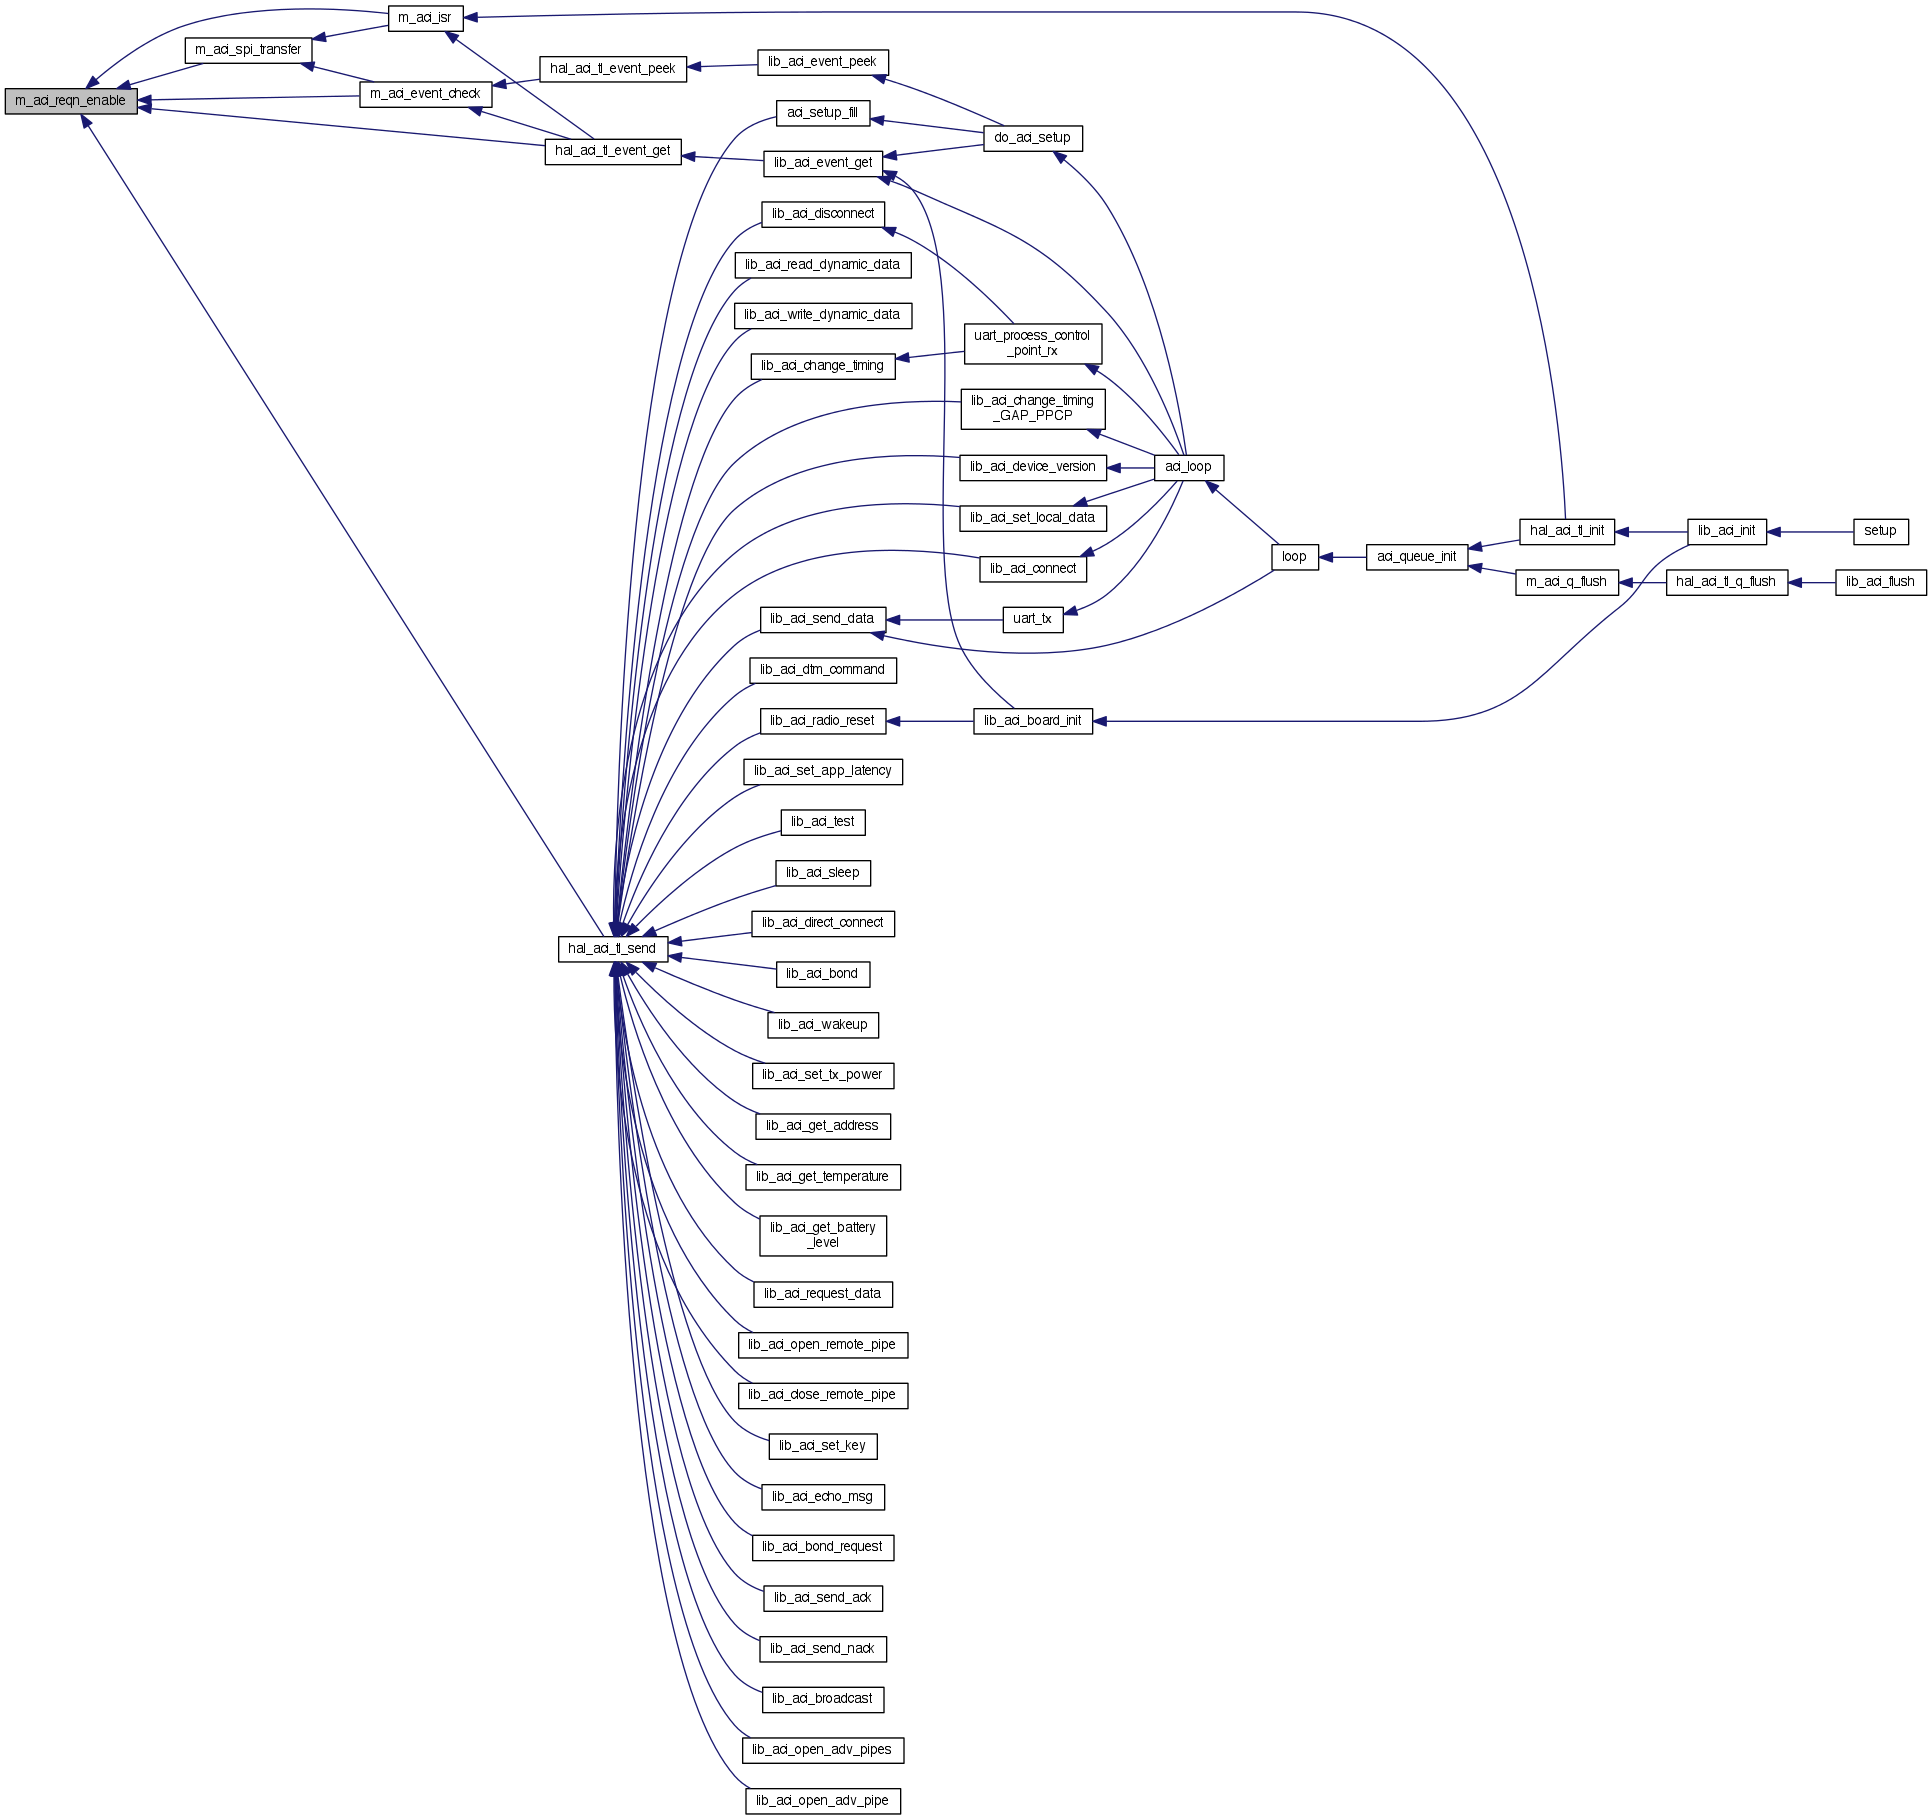 m_aci_reqn_enable
m_aci_spi_transfer
m_aci_isr
m_aci_event_check
hal_aci_tl_event_peek
hal_aci_tl_event_get
lib_aci_event_peek
aci_setup_fill
lib_aci_event_get
do_aci_setup
lib_aci_disconnect
lib_aci_read_dynamic_data
lib_aci_write_dynamic_data
lib_aci_change_timing
uart_process_control
_point_rx
lib_aci_change_timing
_GAP_PPCP
lib_aci_device_version
lib_aci_set_local_data
lib_aci_connect
aci_loop
loop
aci_queue_init
hal_aci_tl_init
lib_aci_init
setup
m_aci_q_flush
hal_aci_tl_q_flush
lib_aci_flush
lib_aci_send_data
uart_tx
lib_aci_dtm_command
lib_aci_radio_reset
lib_aci_board_init
lib_aci_set_app_latency
lib_aci_test
lib_aci_sleep
lib_aci_direct_connect
hal_aci_tl_send
lib_aci_bond
lib_aci_wakeup
lib_aci_set_tx_power
lib_aci_get_address
lib_aci_get_temperature
lib_aci_get_battery
_level
lib_aci_request_data
lib_aci_open_remote_pipe
lib_aci_close_remote_pipe
lib_aci_set_key
lib_aci_echo_msg
lib_aci_bond_request
lib_aci_send_ack
lib_aci_send_nack
lib_aci_broadcast
lib_aci_open_adv_pipes
lib_aci_open_adv_pipe